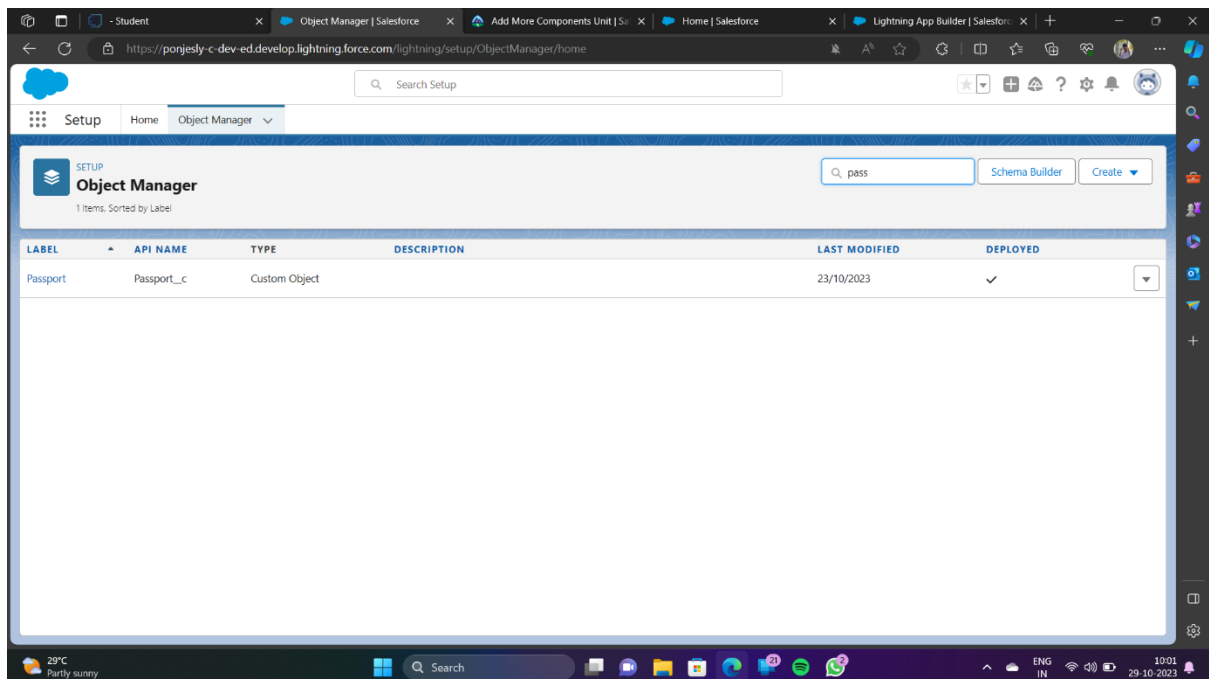 - Student
Object Manager | Salesforce
Add More Components Unit | Sa
Home | Salesforce
Lightning App Builder | Salesforc
https://ponjesly-c-dev-ed.develop.lightning.force.com/lightning/setup/ObjectManager/home
Search Setup
Setup Home Object Manager
SETUP
Object Manager
1 Items, Sorted by Label
pass
Schema Builder
Create
LABEL API NAME TYPE DESCRIPTION LAST MODIFIED DEPLOYED
Passport Passport__c Custom Object 23/10/2023
29°C
Partly sunny
Search
21
2
ENG
IN
10:01
29-10-2023